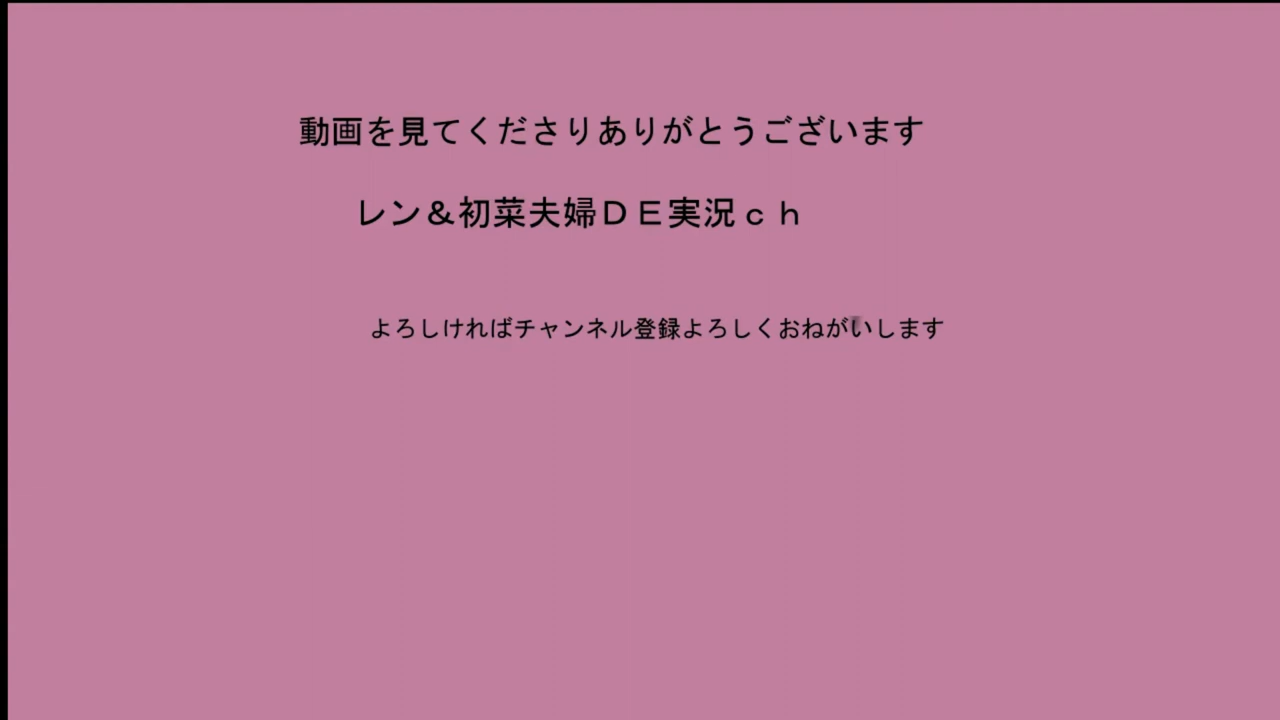 動画を見てくださりありがとうございます
レン＆初菜夫婦ＤＥ実況ｃｈ
よろしければチャンネル登録よろしくおねがいします